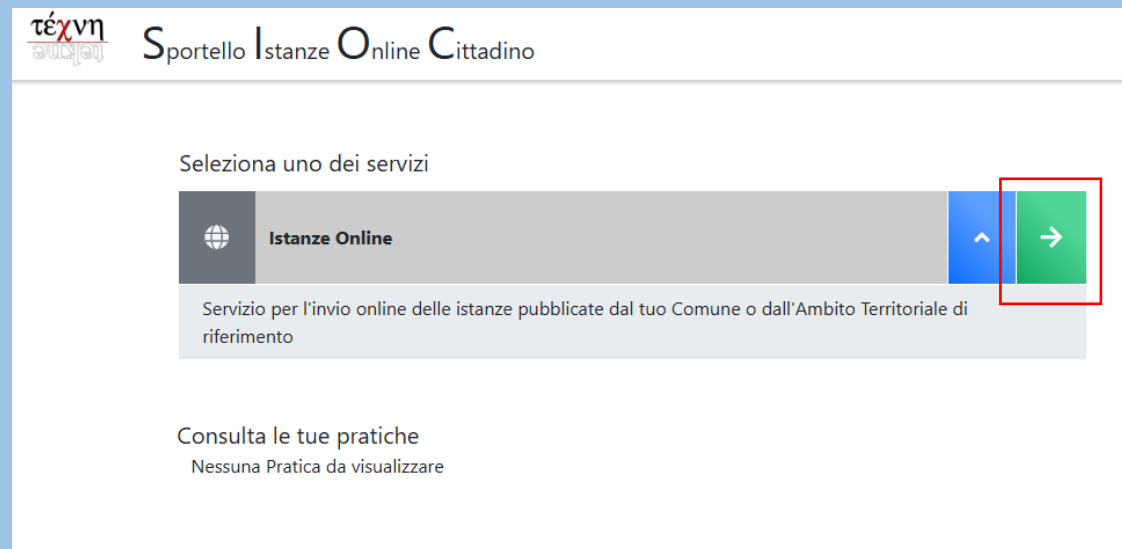 τέχνη
Sportello Istanze Online Cittadino
Seleziona uno dei servizi
Istanze Online
Servizio per l'invio online delle istanze pubblicate dal tuo Comune o dall'Ambito Territoriale di
riferimento
Consulta le tue pratiche
Nessuna Pratica da visualizzare